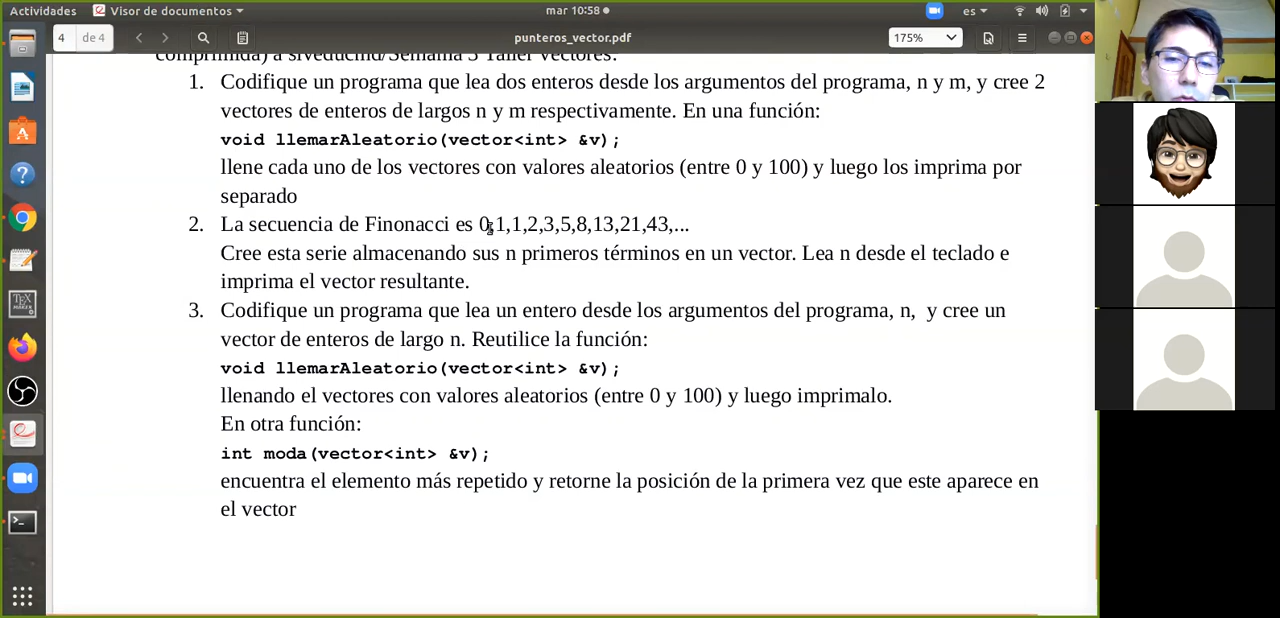 Actividades
Visor de documentos
mar 10:58
es
4
de 4
punteros_vector.pdf
175%
comprimida) a siveducmd/Semana 3 Taller vectores.
1. Codifique un programa que lea dos enteros desde los argumentos del programa, n y m, y cree 2
vectores de enteros de largos n y m respectivamente. En una función:
void llemarAleatorio(vector<int> &v);
llene cada uno de los vectores con valores aleatorios (entre 0 y 100) y luego los imprima por
separado
2. La secuencia de Finonacci es 0,1,1,2,3,5,8,13,21,43,...
Cree esta serie almacenando sus n primeros términos en un vector. Lea n desde el teclado e
imprima el vector resultante.
3. Codifique un programa que lea un entero desde los argumentos del programa, n,  y cree un
vector de enteros de largo n. Reutilice la función:
void llemarAleatorio(vector<int> &v);
llenando el vectores con valores aleatorios (entre 0 y 100) y luego imprimalo.
En otra función:
int moda(vector<int> &v);
encuentra el elemento más repetido y retorne la posición de la primera vez que este aparece en
el vector